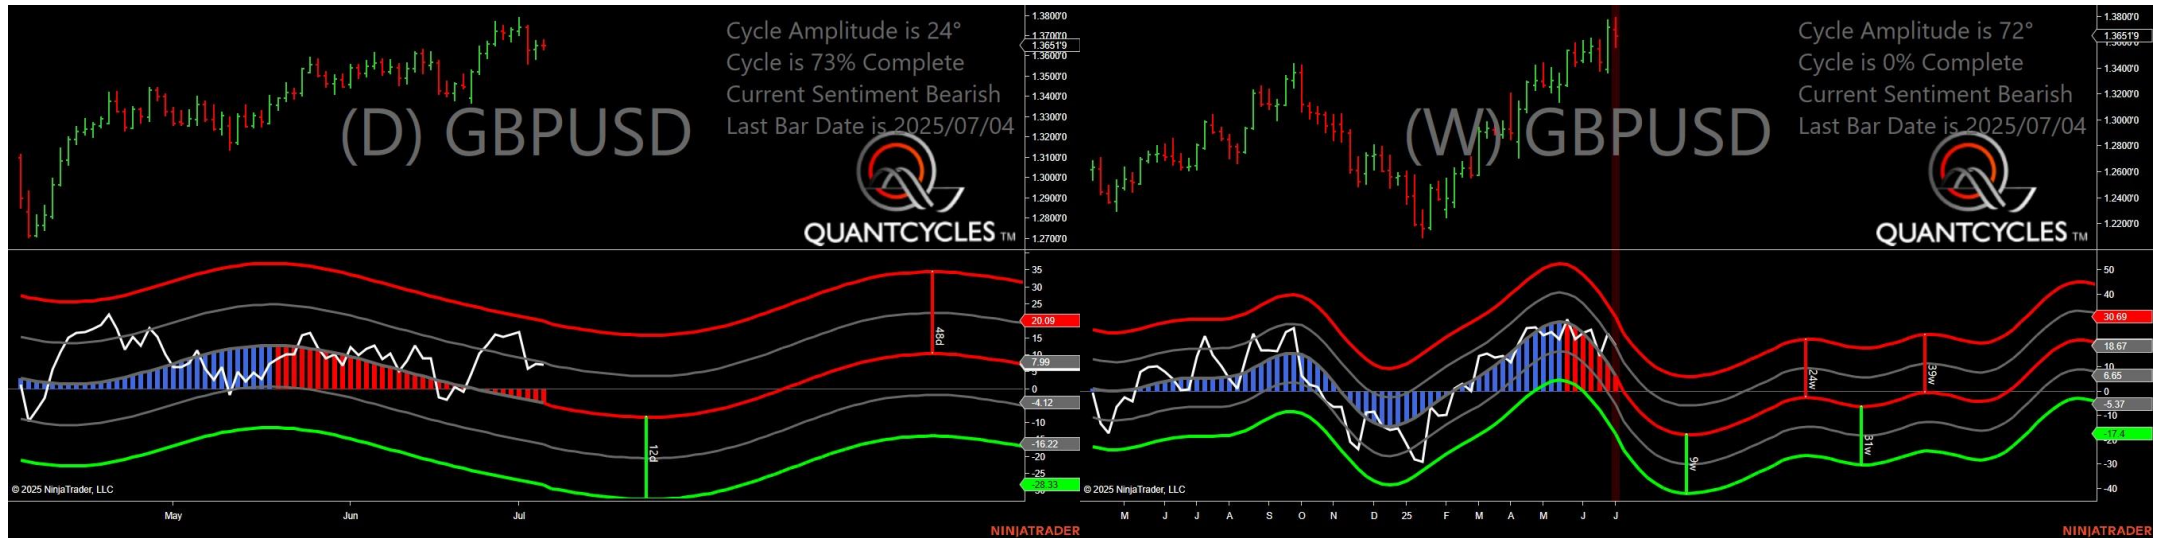 Cycle Amplitude is 24°
Cycle is 73% Complete
Current Sentiment Bearish
Last Bar Date is 2025/07/04
(D) GBPUSD
QUANTCYCLES TM
1.3800'0
1.3700'0
1.3651'9
1.3600'0
1.3500'0
1.3400'0
1.3300'0
1.3200'0
1.3100'0
1.3000'0
1.2900'0
1.2800'0
1.2700'0
35
30
25
20.09
15
10
7.99
5
0
-4.12
-10
-16.22
-20
-25
-28.33
48d
12d
© 2025 NinjaTrader, LLC
May Jun Jul
NINJATRADER
Cycle Amplitude is 72°
Cycle is 0% Complete
Current Sentiment Bearish
Last Bar Date is 2025/07/04
(W) GBPUSD
QUANTCYCLES TM
1.3800'0
1.3651'9
1.3600'0
1.3400'0
1.3200'0
1.3000'0
1.2800'0
1.2600'0
1.2400'0
1.2200'0
50
40
30.69
18.67
10
6.65
0
-5.37
-10
-17.4
-20
-30
-40
24w
39w
9w
31w
© 2025 NinjaTrader, LLC
M J J A S O N D 25 F M A M J J
NINJATRADER